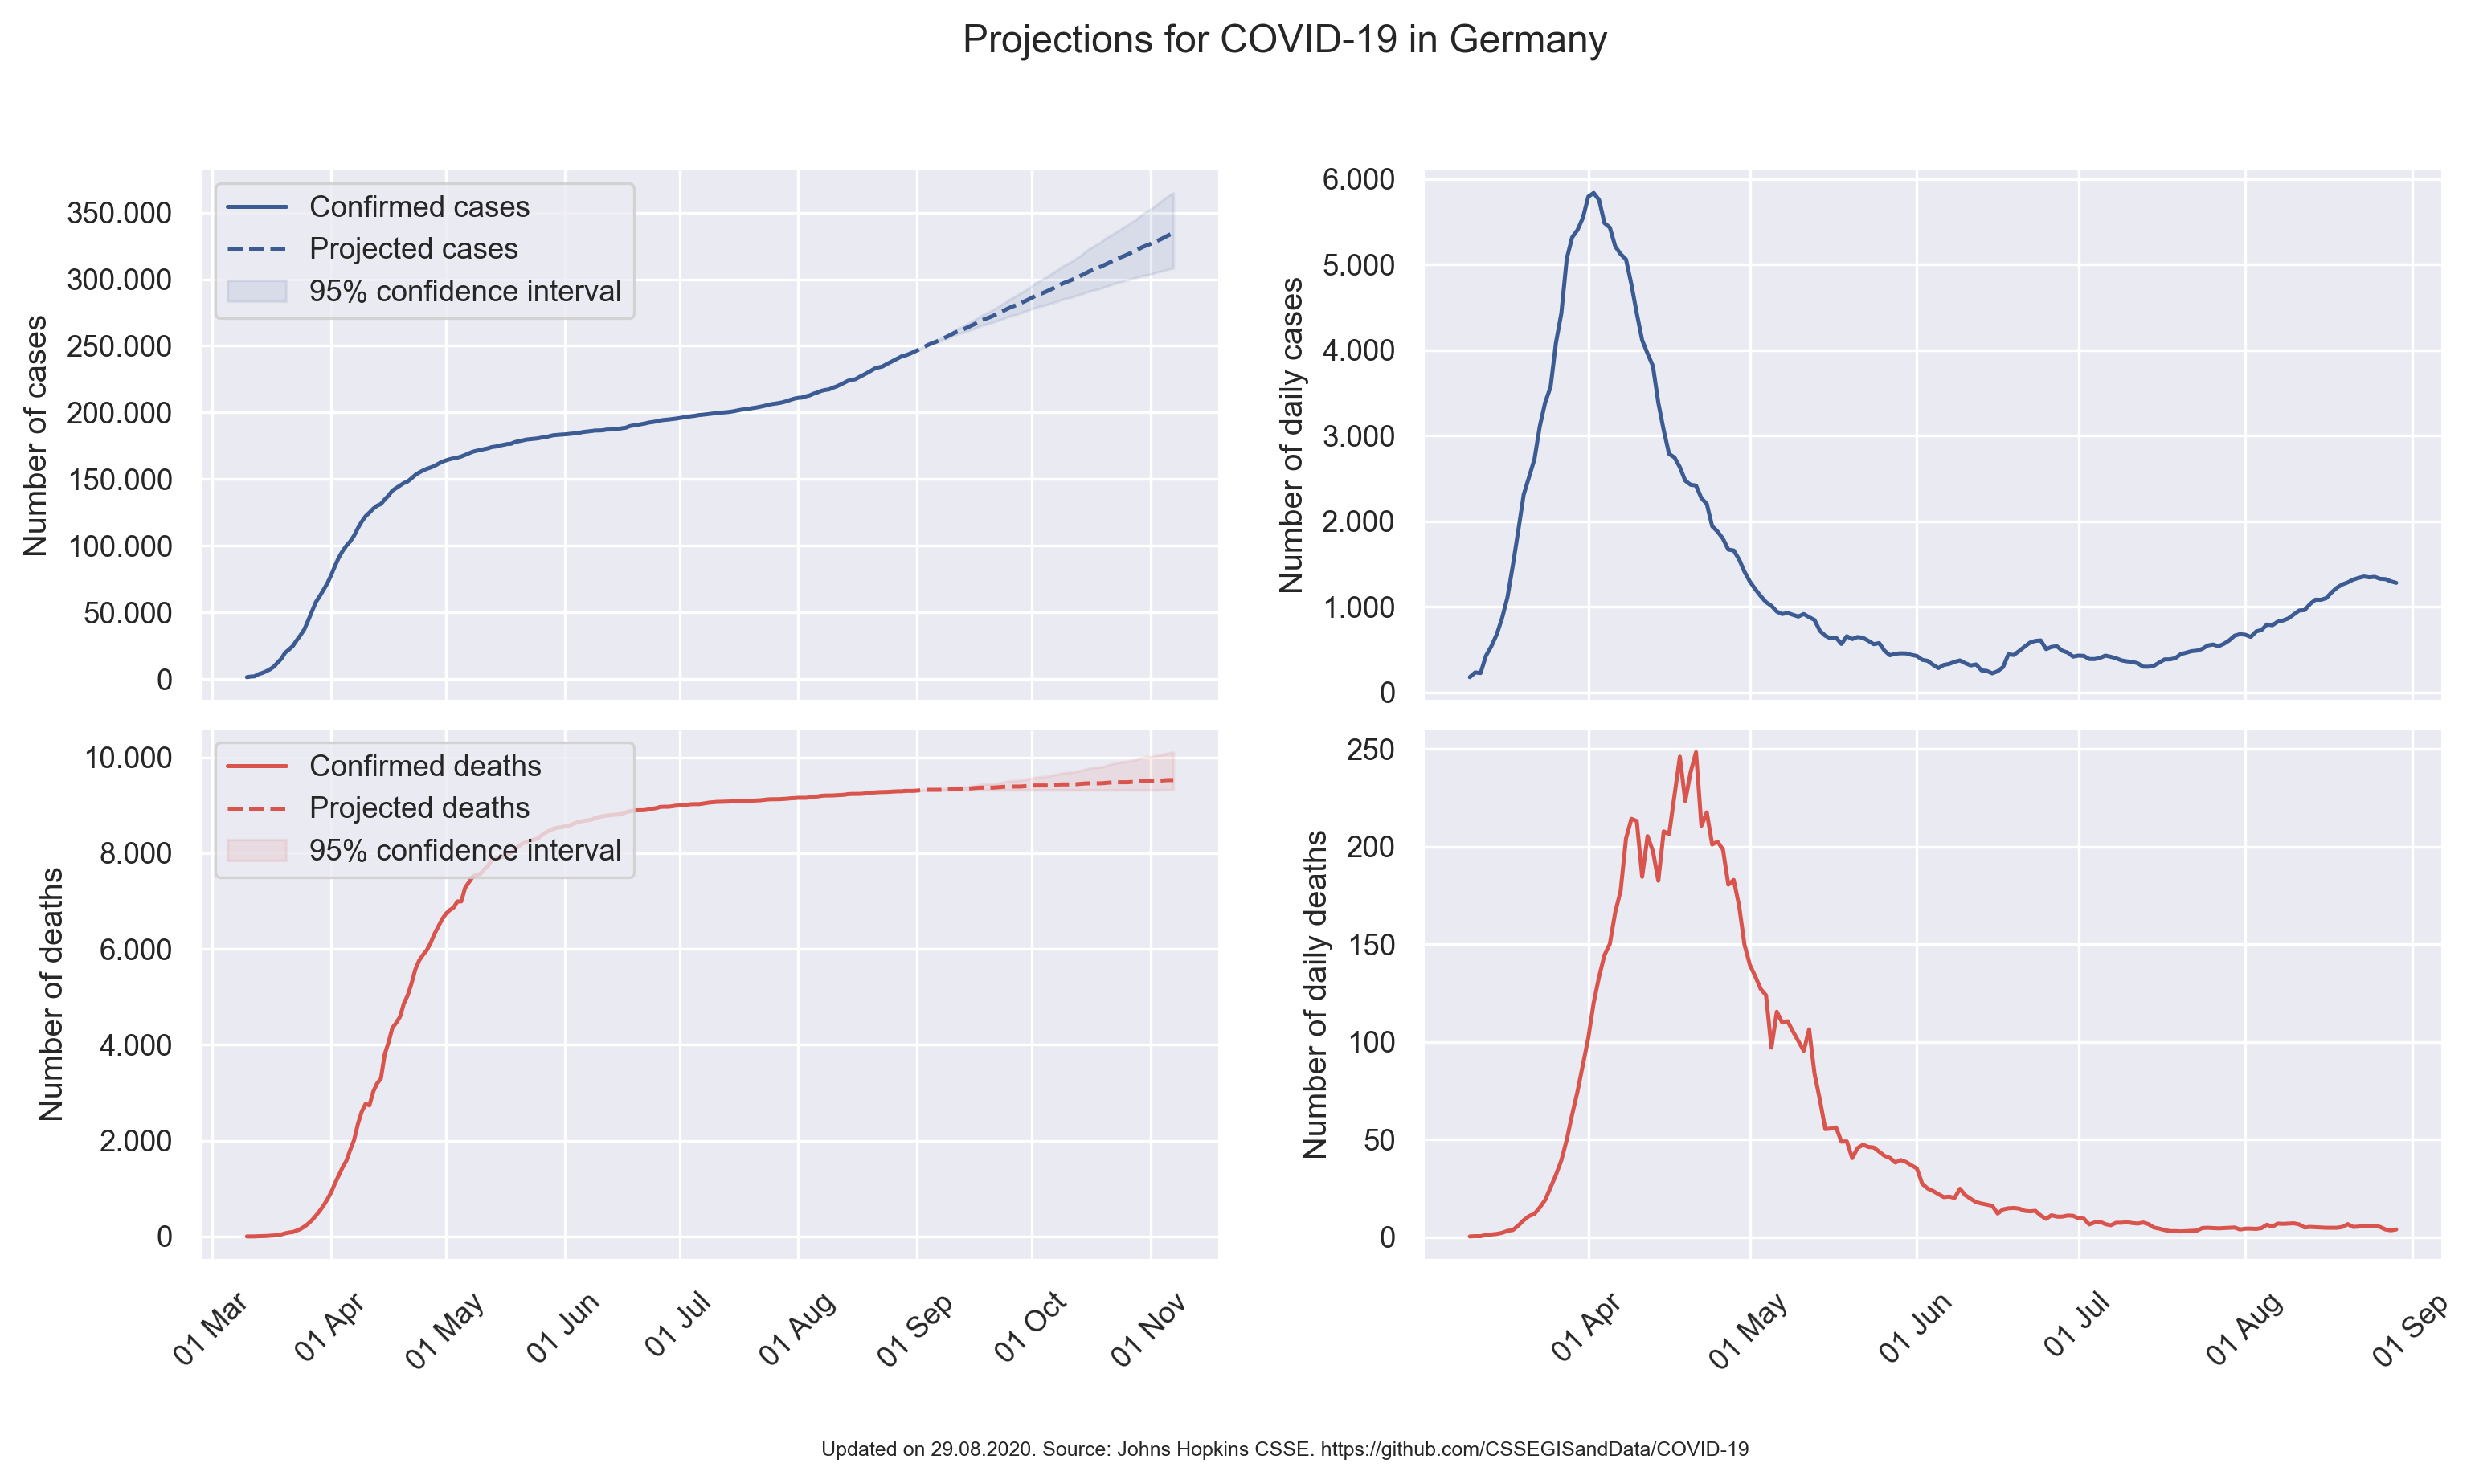 Projections for COVID-19 in Germany
Number of cases
350.000
300.000
250.000
200.000
150.000
100.000
50.000
0
Confirmed cases
Projected cases
95% confidence interval
Number of daily cases
6.000
5.000
4.000
3.000
2.000
1.000
0
Number of deaths
10.000
8.000
6.000
4.000
2.000
0
Confirmed deaths
Projected deaths
95% confidence interval
01 Mar
01 Apr
01 May
01 Jun
01 Jul
01 Aug
01 Sep
01 Oct
01 Nov
Number of daily deaths
250
200
150
100
50
0
01 Apr
01 May
01 Jun
01 Jul
01 Aug
01 Sep
Updated on 29.08.2020. Source: Johns Hopkins CSSE. https://github.com/CSSEGISandData/COVID-19